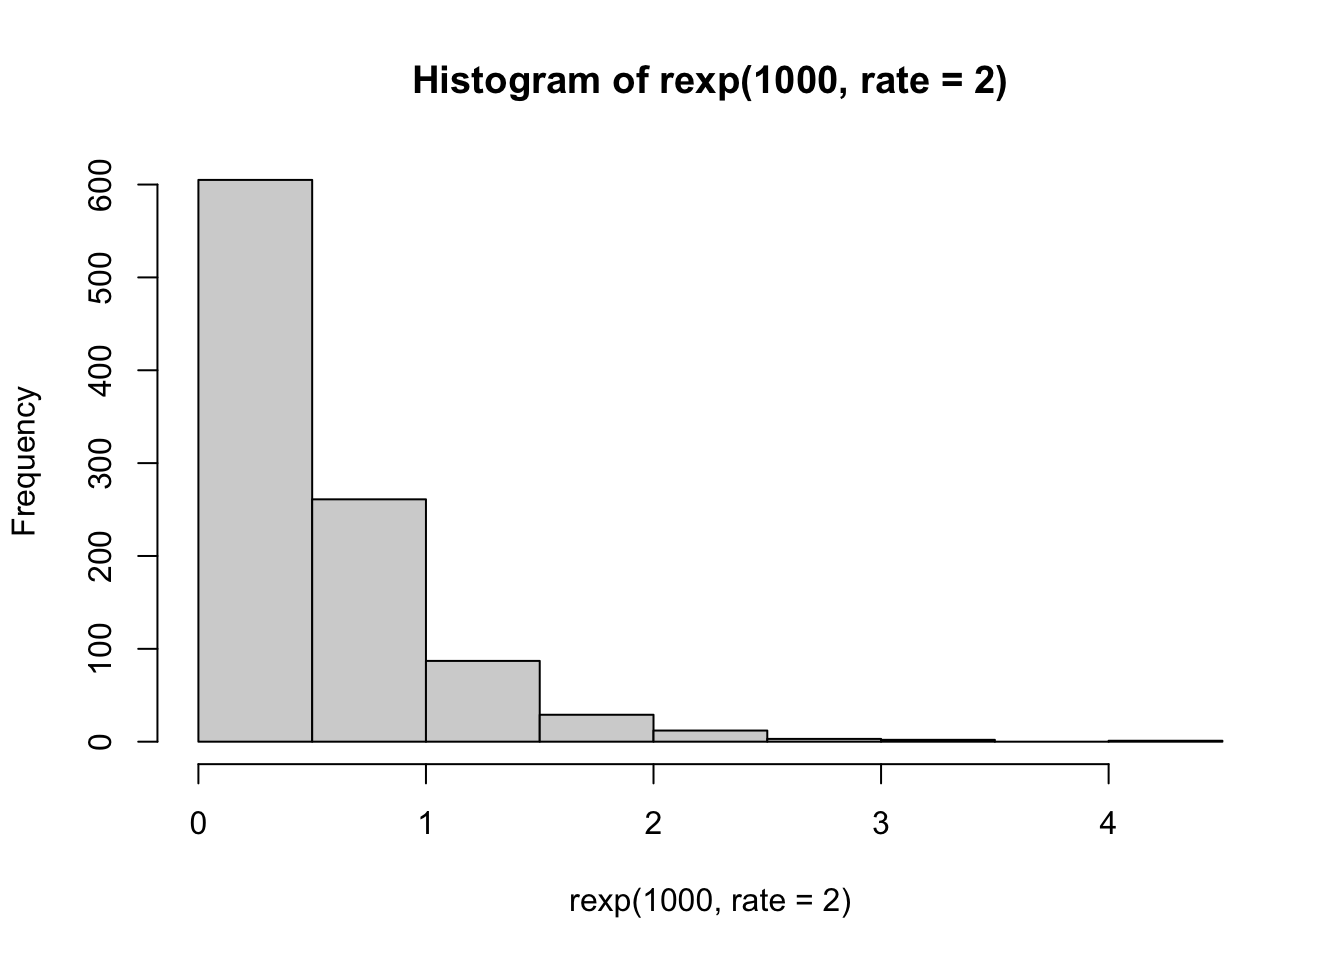 Histogram of rexp(1000, rate = 2)
Frequency
600
500
400
300
200
100
0
0 1 2 3 4
rexp(1000, rate = 2)